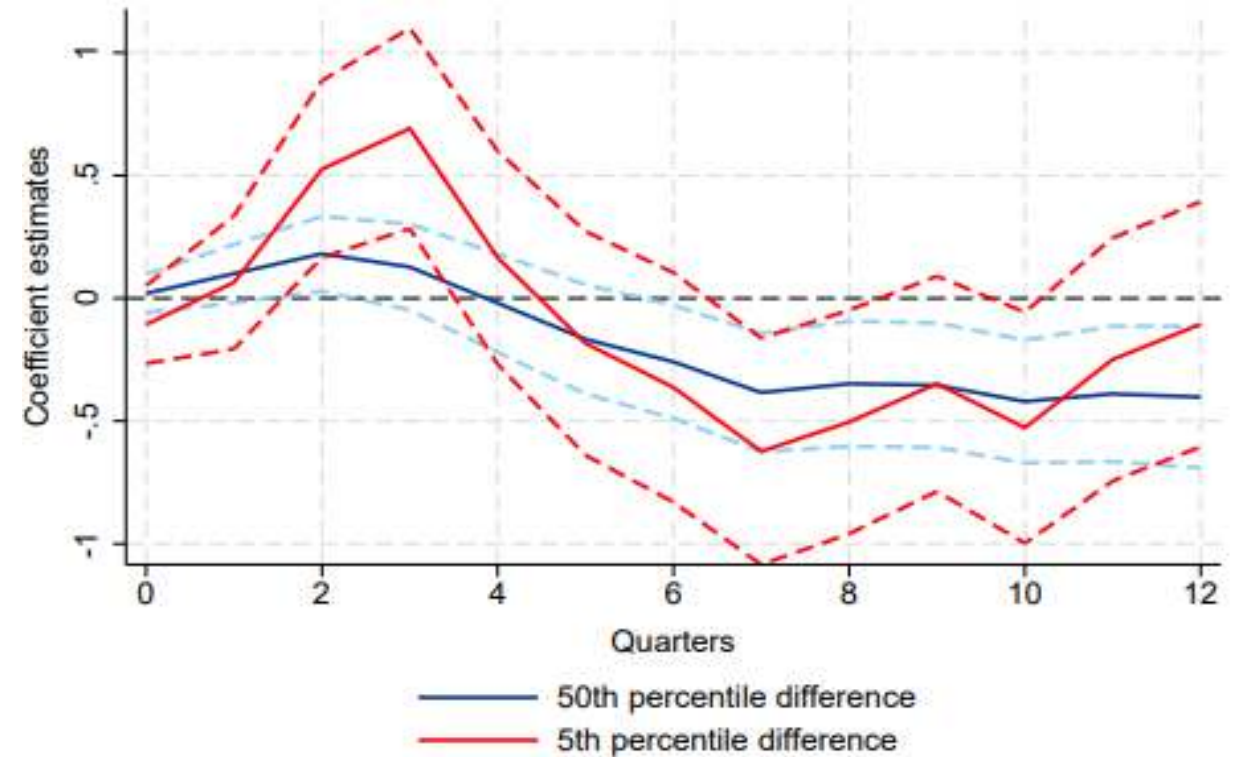 Coefficient estimates
1
.5
0
-.5
-1
0 2 4 6 8 10 12
Quarters
50th percentile difference
5th percentile difference